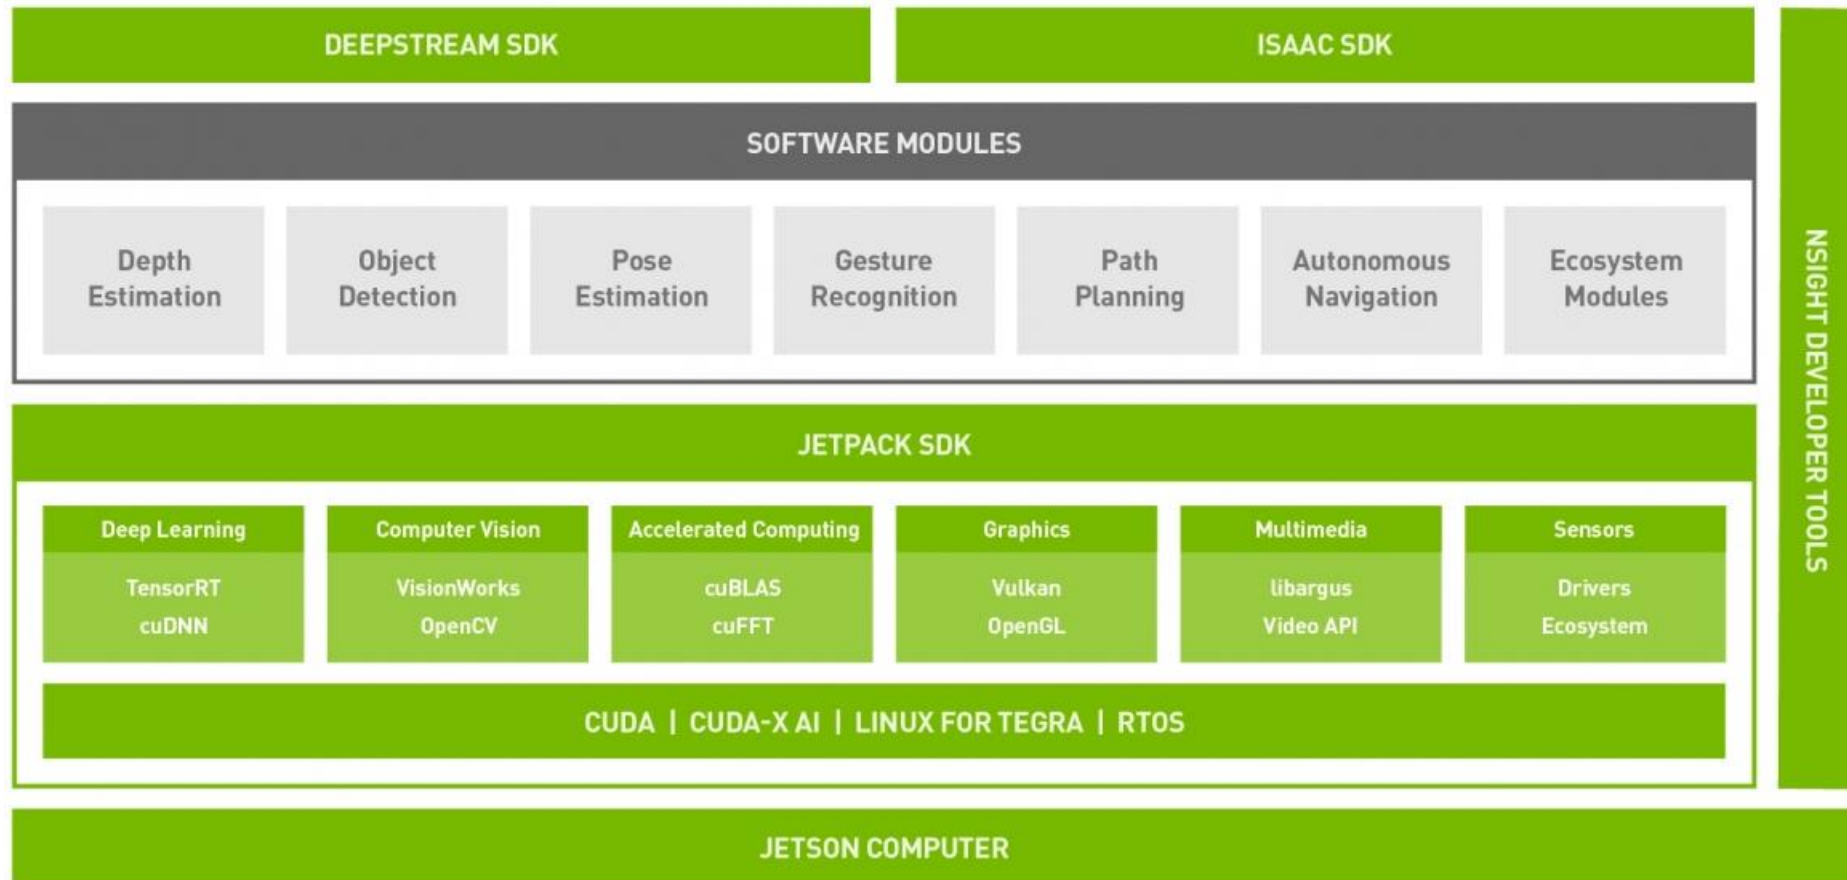 DEEPSTREAM SDK
ISAAC SDK
SOFTWARE MODULES
Depth
Estimation
Object
Detection
Pose
Estimation
Gesture
Recognition
Path
Planning
Autonomous
Navigation
Ecosystem
Modules
JETPACK SDK
Deep Learning
TensorRT
cuDNN
Computer Vision
VisionWorks
OpenCV
Accelerated Computing
cuBLAS
cuFFT
Graphics
Vulkan
OpenGL
Multimedia
libargus
Video API
Sensors
Drivers
Ecosystem
CUDA | CUDA-X AI | LINUX FOR TEGRA | RTOS
NSIGHT DEVELOPER TOOLS
JETSON COMPUTER